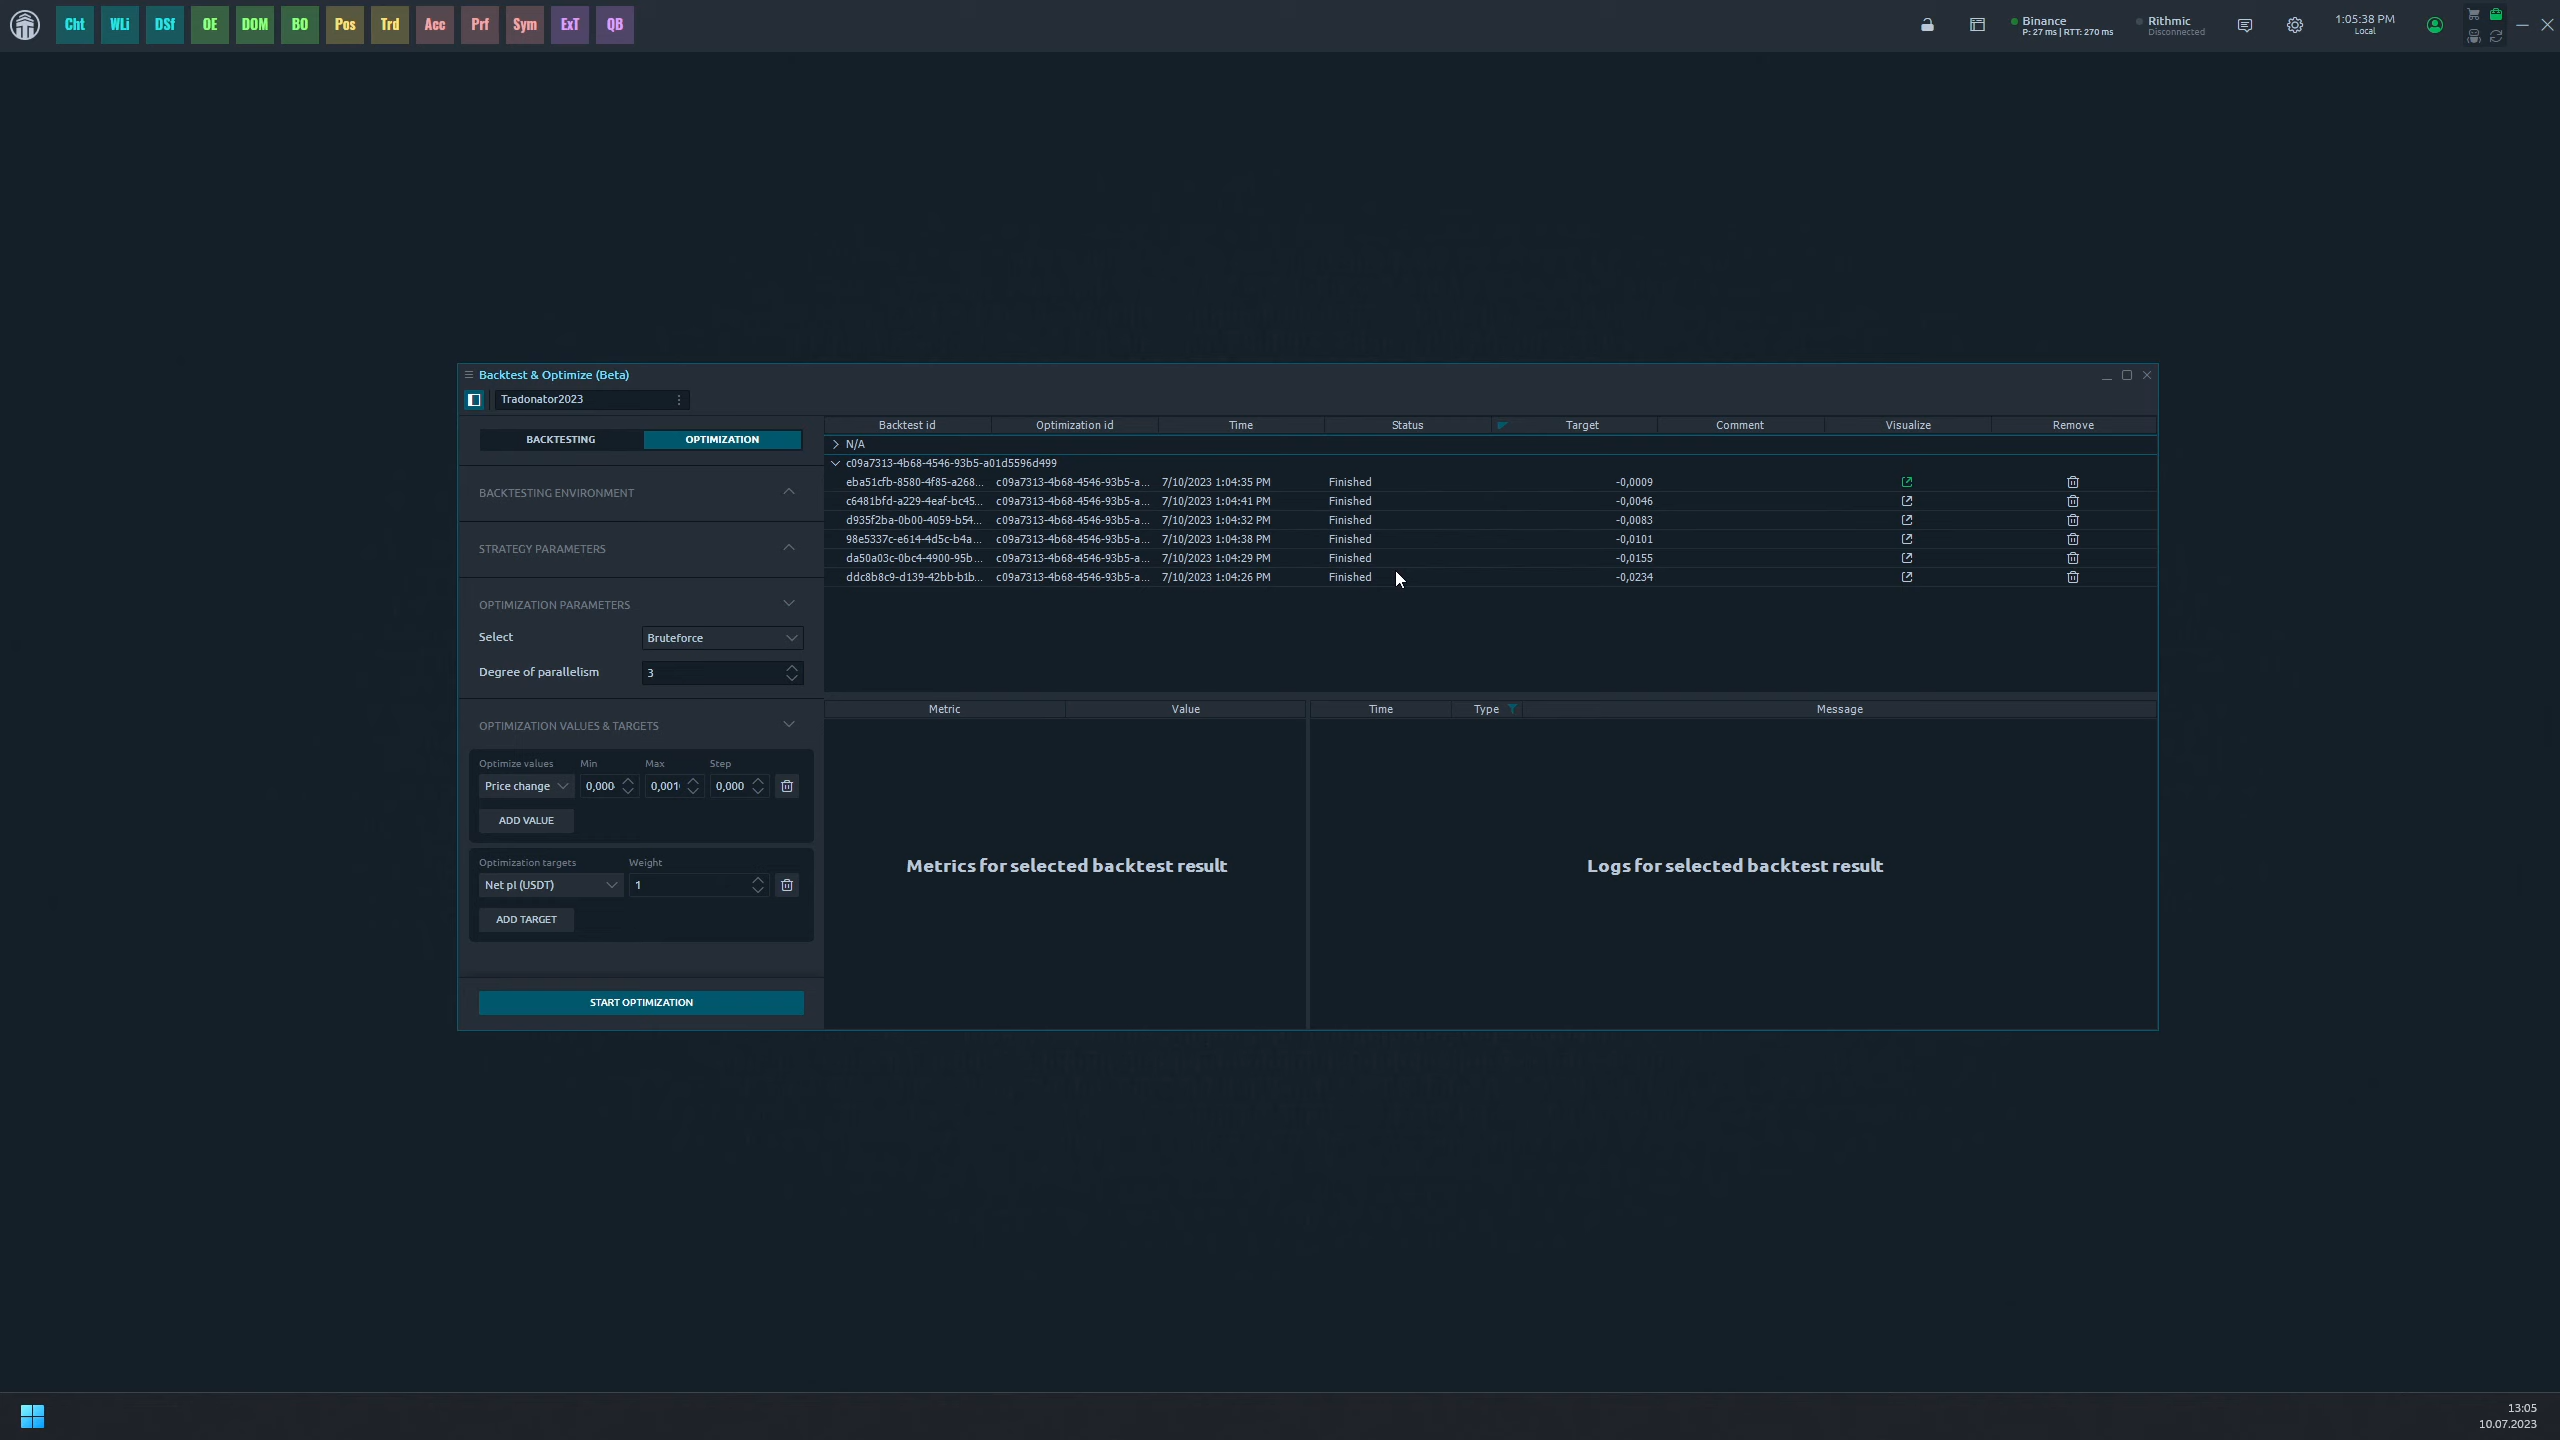 Cht WLi DSf OE DOM BO Pos Trd Acc Prf Sym ExT QB
Binance
P: 27 ms | RTT: 270 ms
Rithmic
Disconnected
1:05:38 PM
Local
Backtest & Optimize (Beta)
Tradonator2023
BACKTESTING OPTIMIZATION
BACKTESTING ENVIRONMENT
STRATEGY PARAMETERS
OPTIMIZATION PARAMETERS
Select Bruteforce
Degree of parallelism 3
OPTIMIZATION VALUES & TARGETS
Optimize values Min Max Step
Price change 0,000 0,001 0,000
ADD VALUE
Optimization targets Weight
Net pl (USDT) 1
ADD TARGET
START OPTIMIZATION
Backtest id Optimization id Time Status Target Comment Visualize Remove
N/A
c09a7313-4b68-4546-93b5-a01d5596d499
eba51cfb-8580-4f85-a268... c09a7313-4b68-4546-93b5-a... 7/10/2023 1:04:35 PM Finished -0,0009
c6481bfd-a229-4eaf-bc45... c09a7313-4b68-4546-93b5-a... 7/10/2023 1:04:41 PM Finished -0,0046
d935f2ba-0b00-4059-b54... c09a7313-4b68-4546-93b5-a... 7/10/2023 1:04:32 PM Finished -0,0083
98e5337c-e614-4d5c-b4a... c09a7313-4b68-4546-93b5-a... 7/10/2023 1:04:38 PM Finished -0,0101
da50a03c-0bc4-4900-95b... c09a7313-4b68-4546-93b5-a... 7/10/2023 1:04:29 PM Finished -0,0155
ddc8b8c9-d139-42bb-b1b... c09a7313-4b68-4546-93b5-a... 7/10/2023 1:04:26 PM Finished -0,0234
Metric Value
Metrics for selected backtest result
Time Type Message
Logs for selected backtest result
13:05
10.07.2023